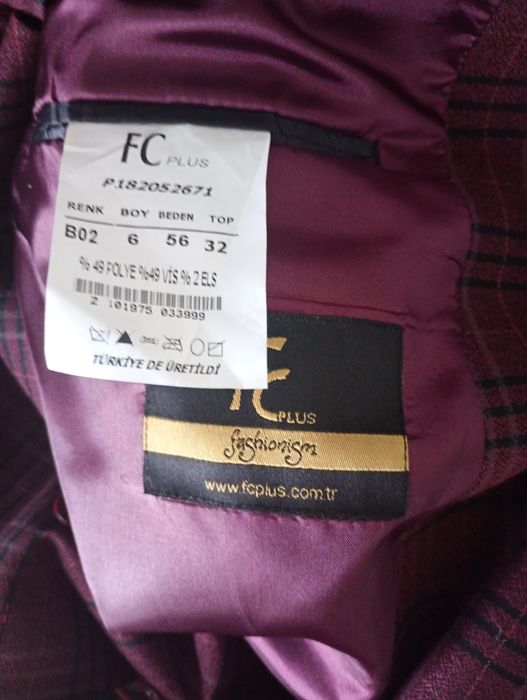 FC PLUS
P.182052671
RENK BOY BEDEN TOP
B02 6 56 32
% 49 POLYE %49 VİS % 2 ELS
2 101975 033999
TÜRKİYE DE ÜRETİLDİ
FC PLUS
fashionism
www.fcplus.com.tr